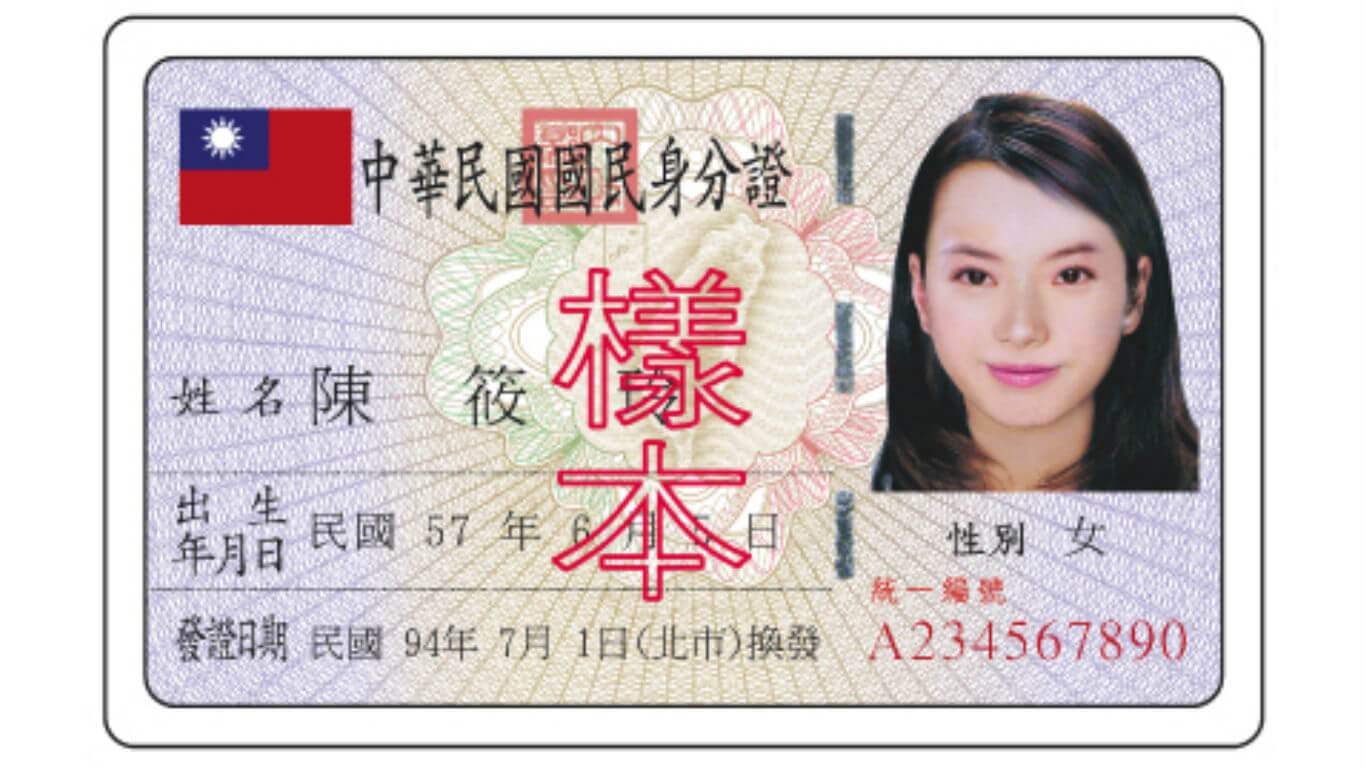 中華民國國民身分證
樣本
姓名 陳 筱 玲
出生年月日 民國 57 年 6 月 5 日
發證日期 民國 94年 7月 1日(北市)換發
性別 女
統一編號
A234567890